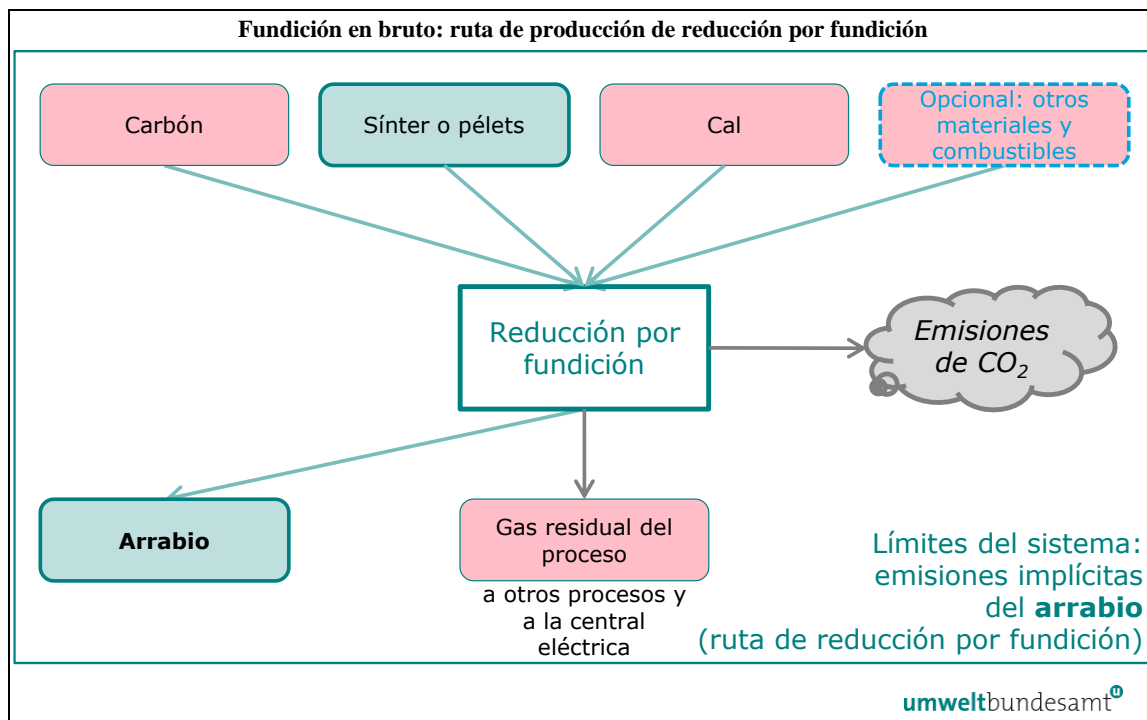 Fundición en bruto: ruta de producción de reducción por fundición
Carbón
Sínter o pélets
Cal
Opcional: otros
materiales y
combustibles
Reducción por
fundición
Emisiones
de CO₂
Arrabio
Gas residual del
proceso
a otros procesos y
a la central
eléctrica
Límites del sistema:
emisiones implícitas
del arrabio
(ruta de reducción por fundición)
umweltbundesamt
u